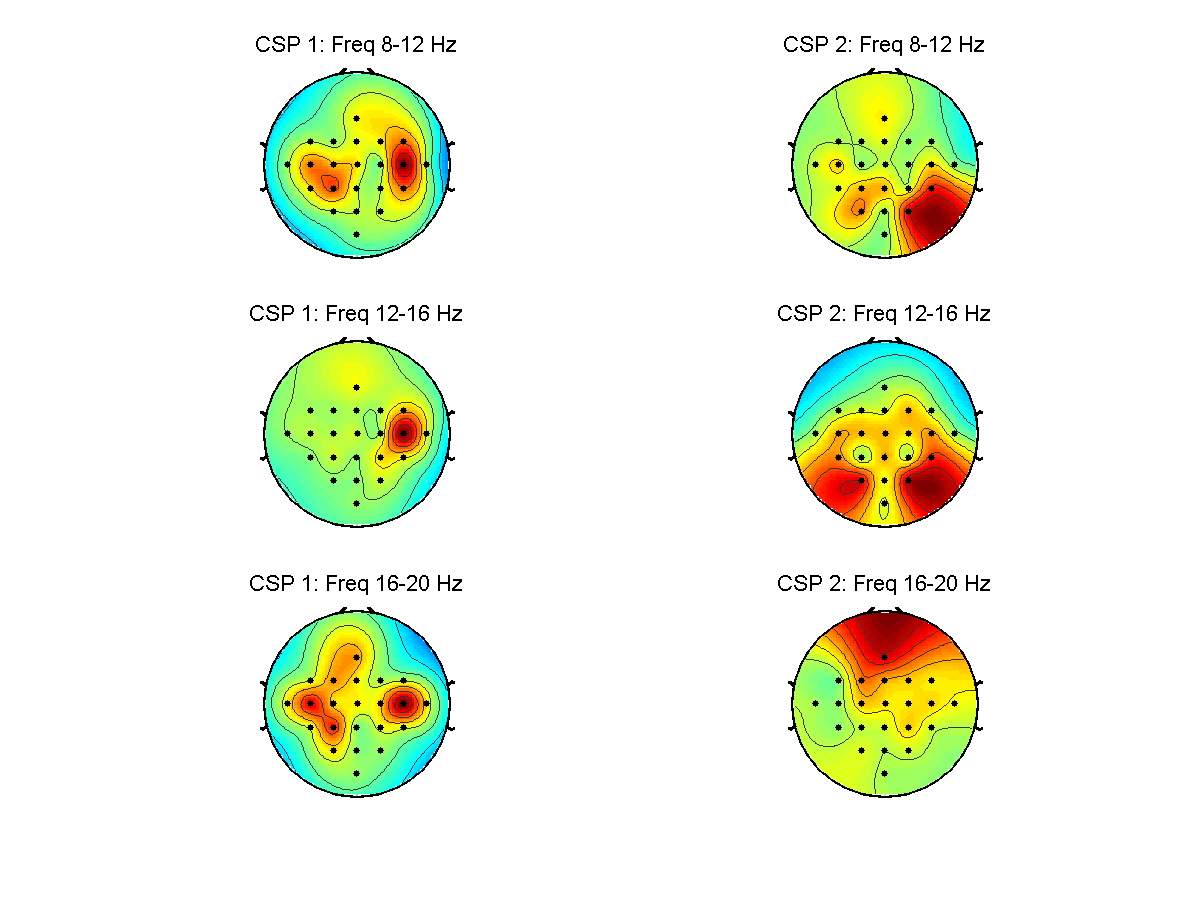 CSP 1: Freq 8-12 Hz
CSP 2: Freq 8-12 Hz
CSP 1: Freq 12-16 Hz
CSP 2: Freq 12-16 Hz
CSP 1: Freq 16-20 Hz
CSP 2: Freq 16-20 Hz